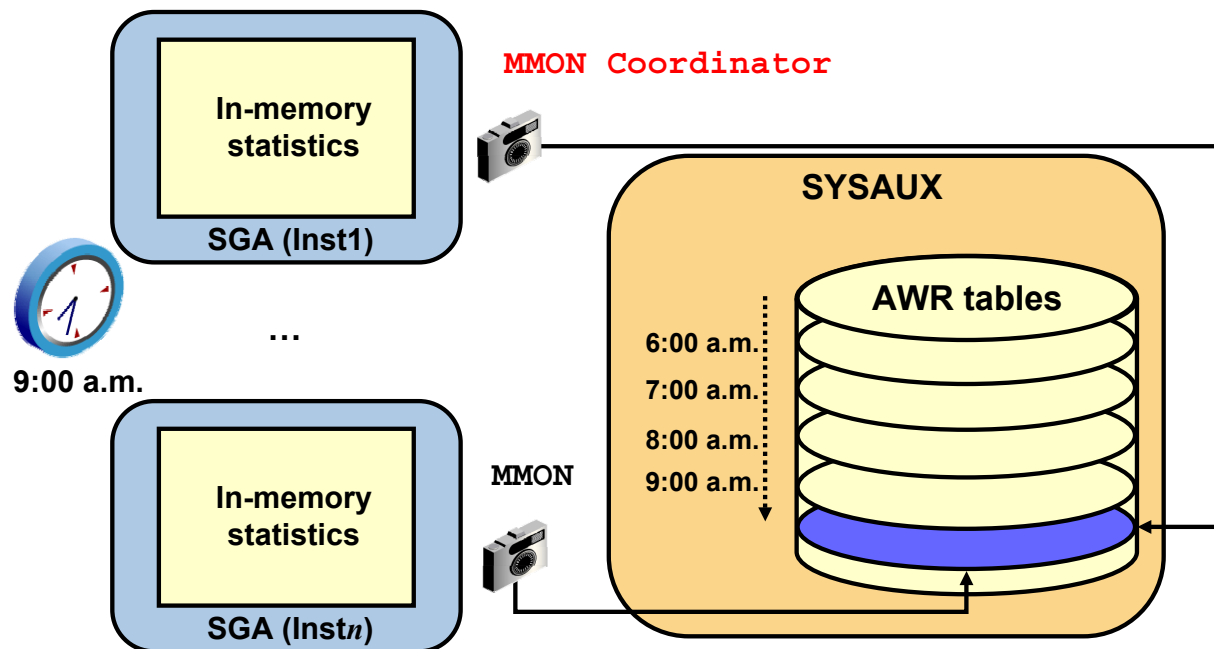 In-memory
statistics
SGA (Inst1)
MMON Coordinator
9:00 a.m.
...
In-memory
statistics
SGA (Instn)
MMON
SYSAUX
AWR tables
6:00 a.m.
7:00 a.m.
8:00 a.m.
9:00 a.m.